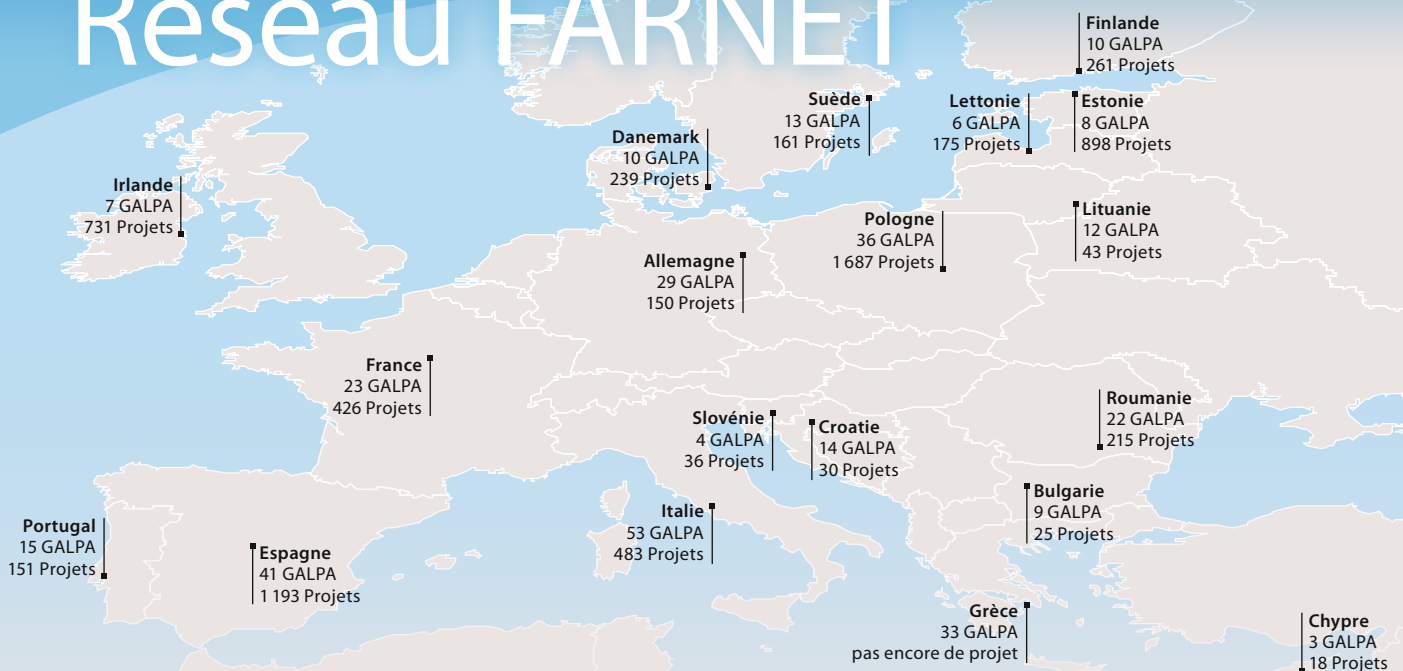 Réseau FARNET
Finlande
10 GALPA
261 Projets
Suède
13 GALPA
161 Projets
Lettonie
6 GALPA
175 Projets
Estonie
8 GALPA
898 Projets
Danemark
10 GALPA
239 Projets
Irlande
7 GALPA
731 Projets
Lituanie
12 GALPA
43 Projets
Pologne
36 GALPA
1 687 Projets
Allemagne
29 GALPA
150 Projets
France
23 GALPA
426 Projets
Roumanie
22 GALPA
215 Projets
Slovénie
4 GALPA
36 Projets
Croatie
14 GALPA
30 Projets
Bulgarie
9 GALPA
25 Projets
Italie
53 GALPA
483 Projets
Portugal
15 GALPA
151 Projets
Espagne
41 GALPA
1 193 Projets
Grèce
33 GALPA
pas encore de projet
Chypre
3 GALPA
18 Projets